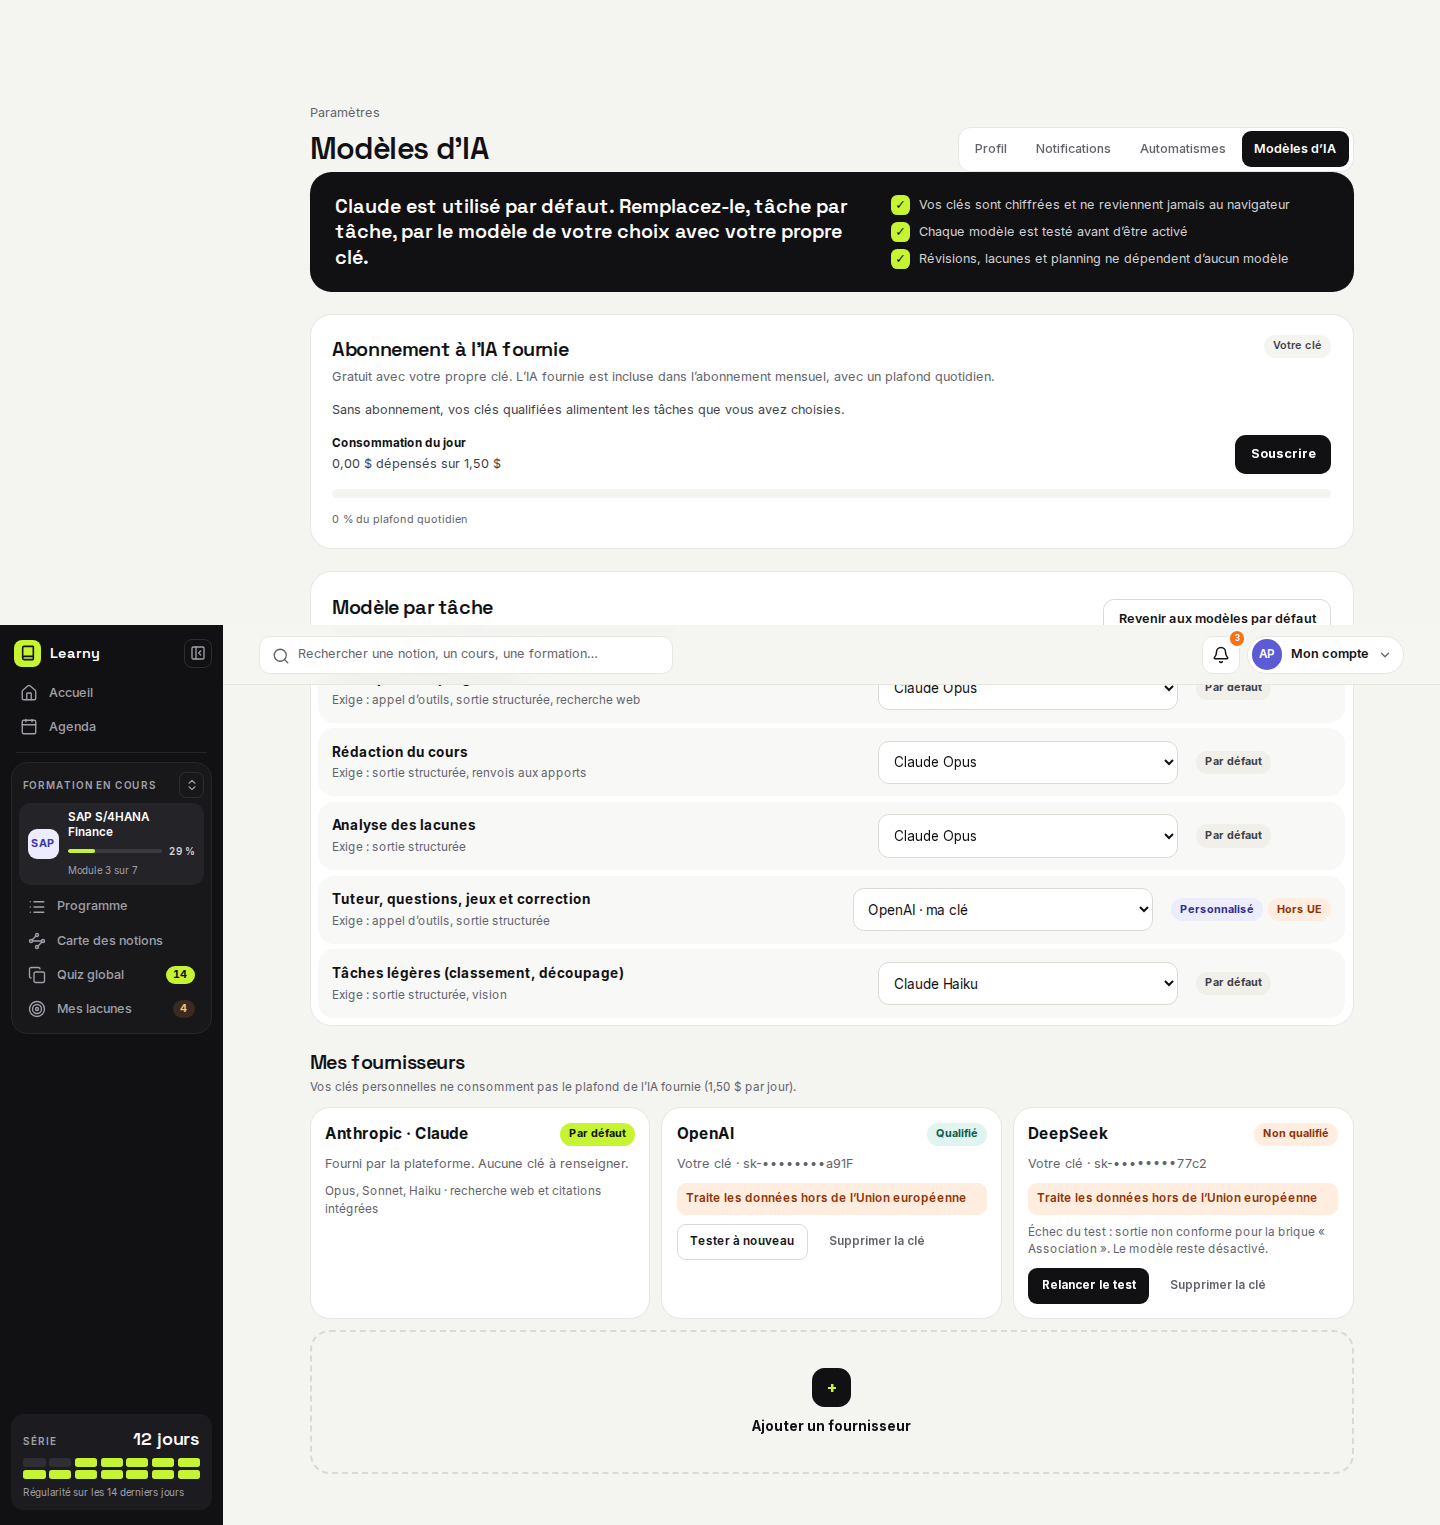 Paramètres
Modèles d’IA
Profil
Notifications
Automatismes
Modèles d’IA
Claude est utilisé par défaut. Remplacez-le, tâche par
tâche, par le modèle de votre choix avec votre propre
clé.
✓ Vos clés sont chiffrées et ne reviennent jamais au navigateur
✓ Chaque modèle est testé avant d’être activé
✓ Révisions, lacunes et planning ne dépendent d’aucun modèle
Abonnement à l’IA fournie
Votre clé
Gratuit avec votre propre clé. L’IA fournie est incluse dans l’abonnement mensuel, avec un plafond quotidien.
Sans abonnement, vos clés qualifiées alimentent les tâches que vous avez choisies.
Consommation du jour
0,00 $ dépensés sur 1,50 $
Souscrire
0 % du plafond quotidien
Modèle par tâche
Revenir aux modèles par défaut
Learny
Rechercher une notion, un cours, une formation…
3
AP
Mon compte
Accueil
Agenda
FORMATION EN COURS
SAP
SAP S/4HANA
Finance
29 %
Module 3 sur 7
Programme
Carte des notions
Quiz global
14
Mes lacunes
4
SÉRIE
12 jours
Régularité sur les 14 derniers jours
Exige : appel d’outils, sortie structurée, recherche web
Claude Opus
Par défaut
Rédaction du cours
Exige : sortie structurée, renvois aux apports
Claude Opus
Par défaut
Analyse des lacunes
Exige : sortie structurée
Claude Opus
Par défaut
Tuteur, questions, jeux et correction
Exige : appel d’outils, sortie structurée
OpenAI · ma clé
Personnalisé
Hors UE
Tâches légères (classement, découpage)
Exige : sortie structurée, vision
Claude Haiku
Par défaut
Mes fournisseurs
Vos clés personnelles ne consomment pas le plafond de l’IA fournie (1,50 $ par jour).
Anthropic · Claude
Par défaut
Fourni par la plateforme. Aucune clé à renseigner.
Opus, Sonnet, Haiku · recherche web et citations
intégrées
OpenAI
Qualifié
Votre clé · sk-••••••••a91F
Traite les données hors de l’Union européenne
Tester à nouveau
Supprimer la clé
DeepSeek
Non qualifié
Votre clé · sk-••••••••77c2
Traite les données hors de l’Union européenne
Échec du test : sortie non conforme pour la brique «
Association ». Le modèle reste désactivé.
Relancer le test
Supprimer la clé
+
Ajouter un fournisseur